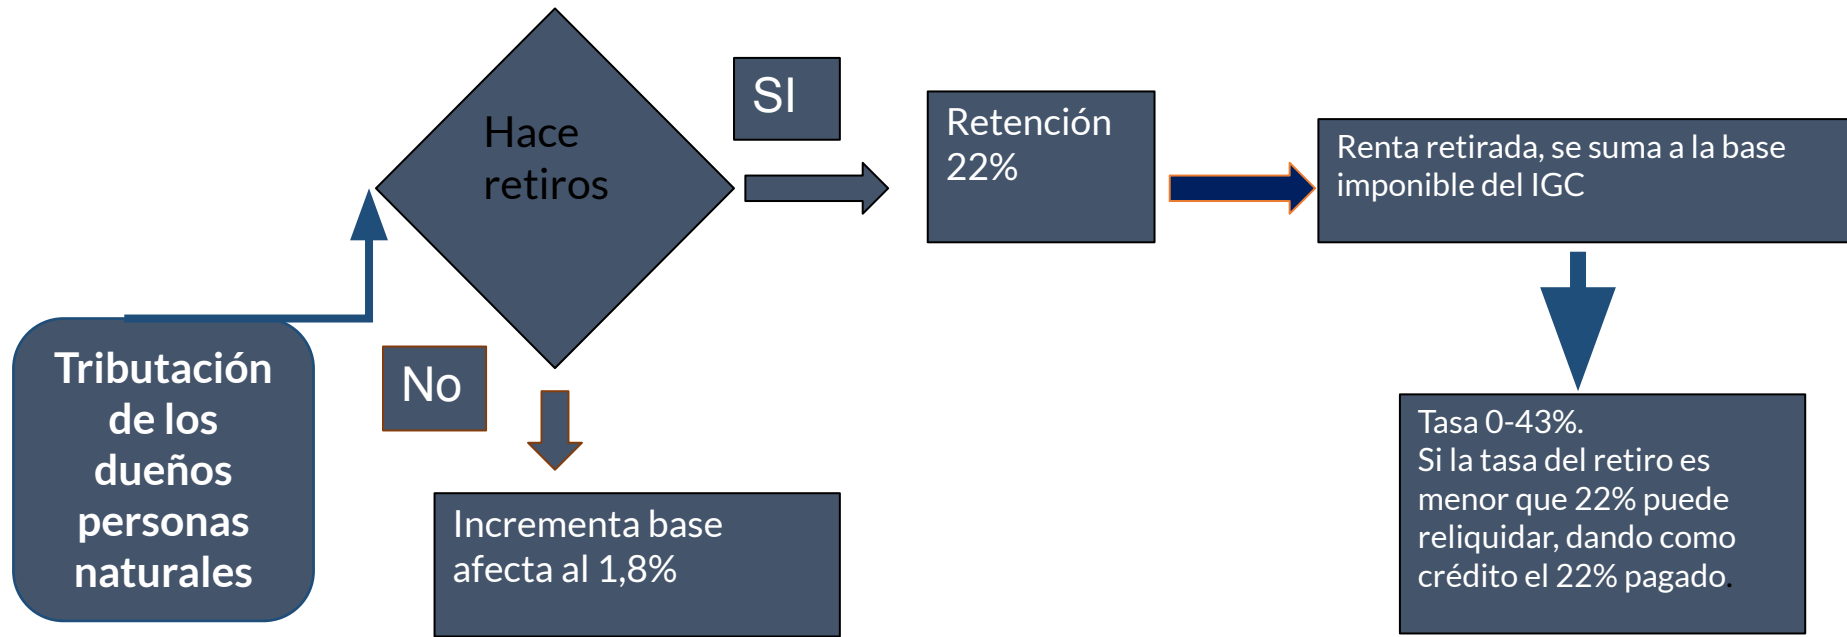 Tributación
de los
dueños
personas
naturales
Hace
retiros
SI
Retención
22%
Renta retirada, se suma a la base
imponible del IGC
Tasa 0-43%.
Si la tasa del retiro es
menor que 22% puede
reliquidar, dando como
crédito el 22% pagado.
No
Incrementa base
afecta al 1,8%